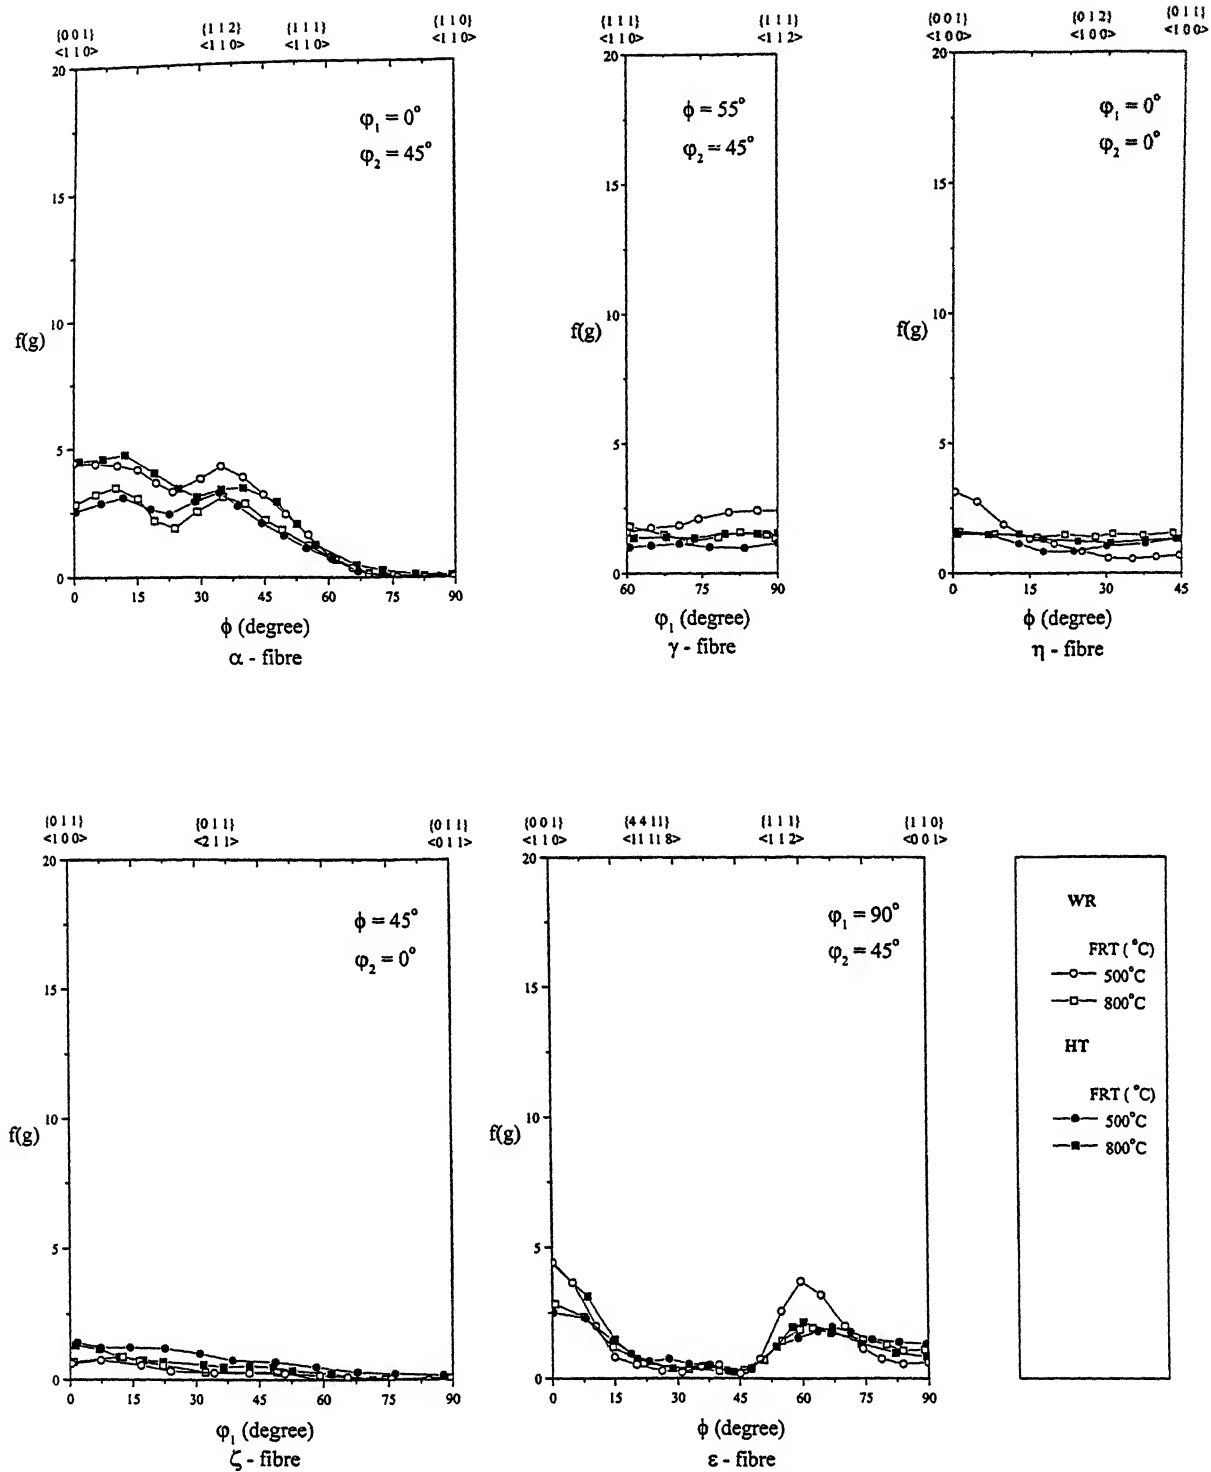 {0 0 1} {1 1 2} {1 1 1} {1 1 0}
<1 1 0> <1 1 0> <1 1 0> <1 1 0>
20
15
10
5
0
f(g)
φ1 = 0°
φ2 = 45°
0 15 30 45 60 75 90
ϕ (degree)
α - fibre
{1 1 1} {1 1 1}
<1 1 0> <1 1 2>
20
15
10
5
0
f(g)
ϕ = 55°
φ2 = 45°
60 75 90
φ1 (degree)
γ - fibre
{0 0 1} {0 1 2} {0 1 1}
<1 0 0> <1 0 0> <1 0 0>
20
15
10
5
0
f(g)
φ1 = 0°
φ2 = 0°
0 15 30 45
ϕ (degree)
η - fibre
{0 1 1} {0 1 1} {0 1 1}
<1 0 0> <2 1 1> <0 1 1>
20
15
10
5
0
f(g)
ϕ = 45°
φ2 = 0°
0 15 30 45 60 75 90
φ1 (degree)
ζ - fibre
{0 0 1} {4 4 11} {1 1 1} {1 1 0}
<1 1 0> <11 11 8> <1 1 2> <0 0 1>
20
15
10
5
0
f(g)
φ1 = 90°
φ2 = 45°
0 15 30 45 60 75 90
ϕ (degree)
ε - fibre
WR
FRT (°C)
500°C
800°C
HT
FRT (°C)
500°C
800°C